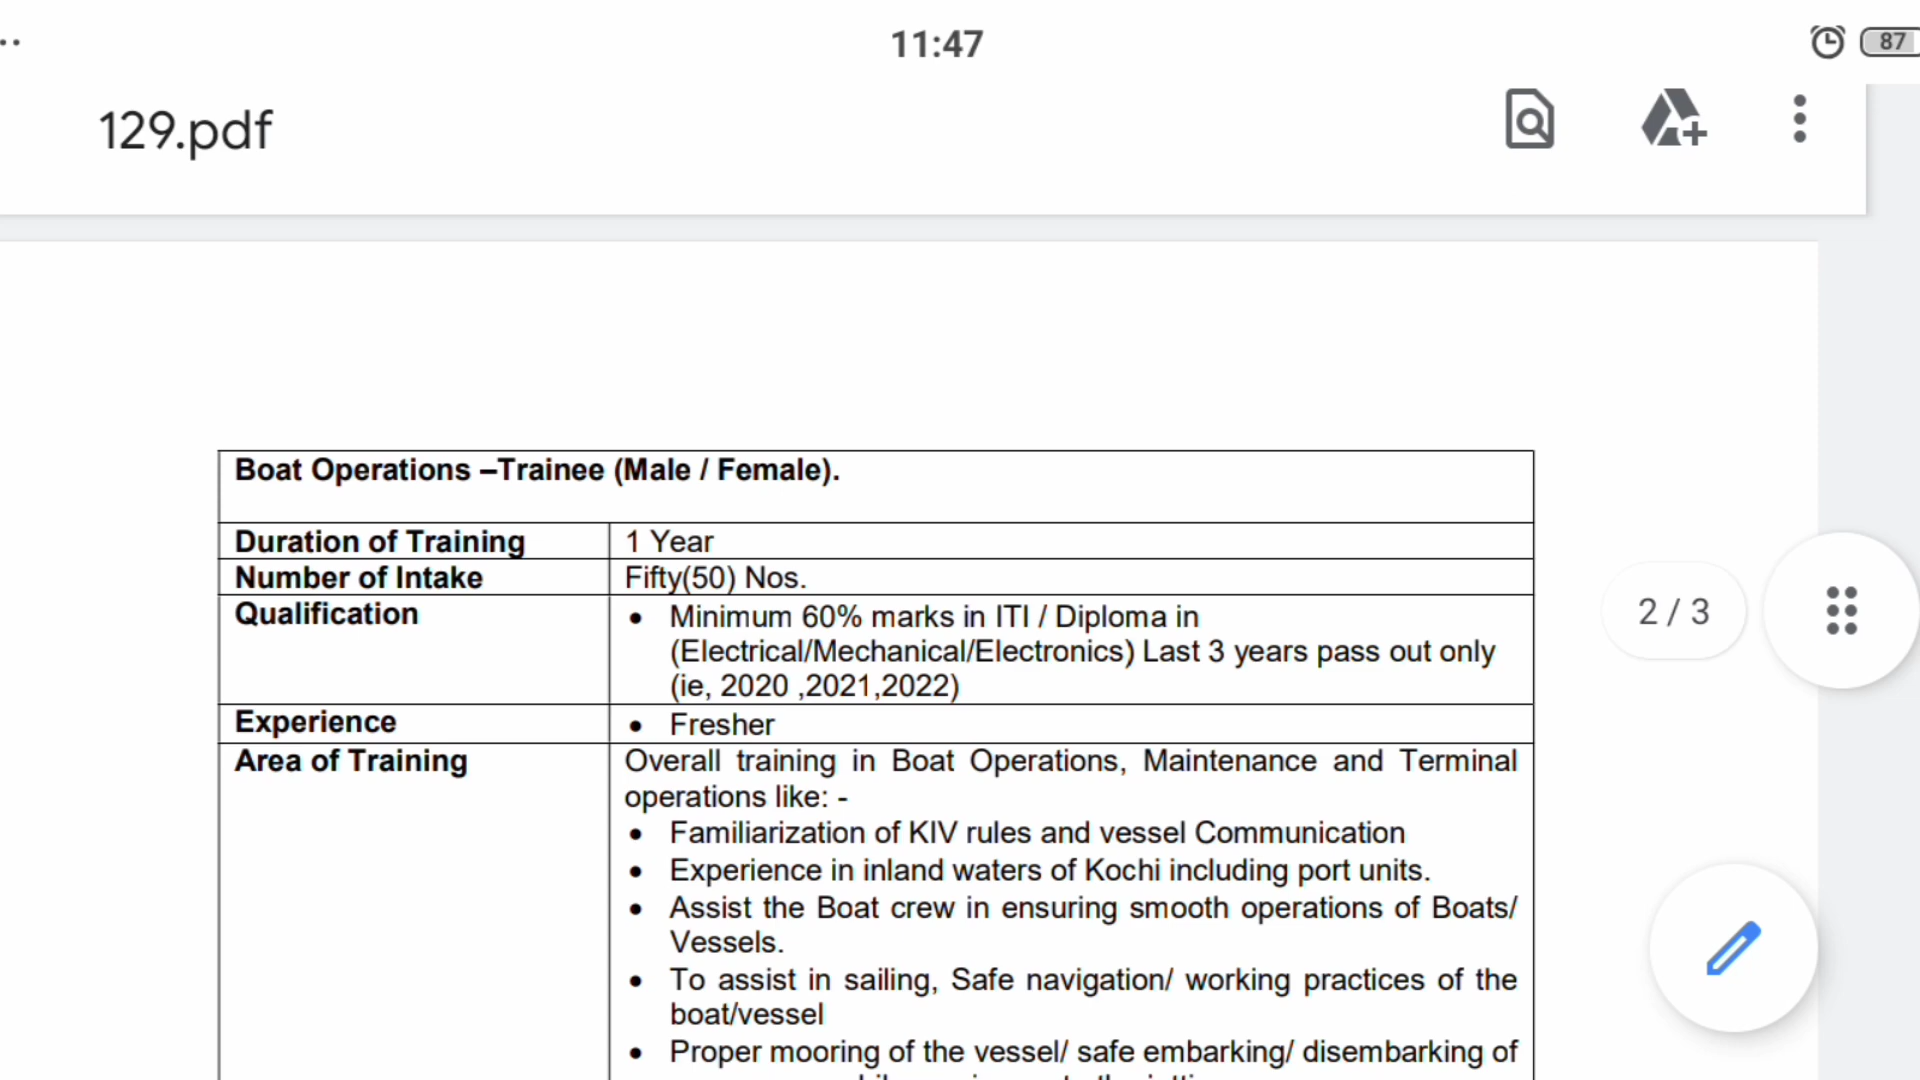 11:47
87
129.pdf
Boat Operations –Trainee (Male / Female).
Duration of Training 1 Year
Number of Intake Fifty(50) Nos.
Qualification • Minimum 60% marks in ITI / Diploma in
(Electrical/Mechanical/Electronics) Last 3 years pass out only
(ie, 2020 ,2021,2022)
Experience • Fresher
Area of Training Overall training in Boat Operations, Maintenance and Terminal
operations like: -
• Familiarization of KIV rules and vessel Communication
• Experience in inland waters of Kochi including port units.
• Assist the Boat crew in ensuring smooth operations of Boats/
Vessels.
• To assist in sailing, Safe navigation/ working practices of the
boat/vessel
• Proper mooring of the vessel/ safe embarking/ disembarking of
2 / 3